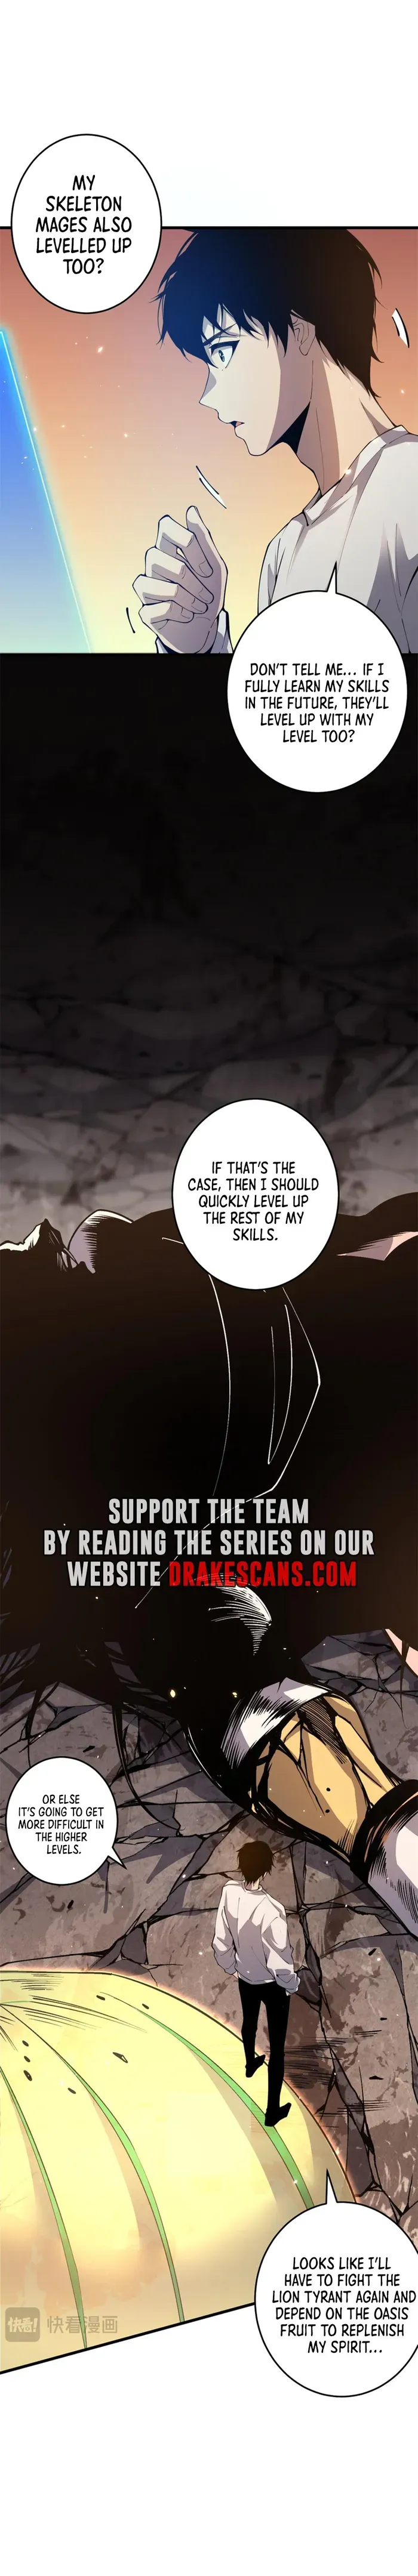 MY
SKELETON
MAGES ALSO
LEVELLED UP
TOO?
DON'T TELL ME... IF I
FULLY LEARN MY SKILLS
IN THE FUTURE, THEY'LL
LEVEL UP WITH MY
LEVEL TOO?
IF THAT'S THE
CASE, THEN I SHOULD
QUICKLY LEVEL UP
THE REST OF MY
SKILLS.
SUPPORT THE TEAM
BY READING THE SERIES ON OUR
WEBSITE DRAKESCANS.COM
OR ELSE
IT'S GOING TO GET
MORE DIFFICULT IN
THE HIGHER
LEVELS.
LOOKS LIKE I'LL
HAVE TO FIGHT THE
LION TYRANT AGAIN AND
DEPEND ON THE OASIS
FRUIT TO REPLENISH
MY SPIRIT...
快看! 快看漫画